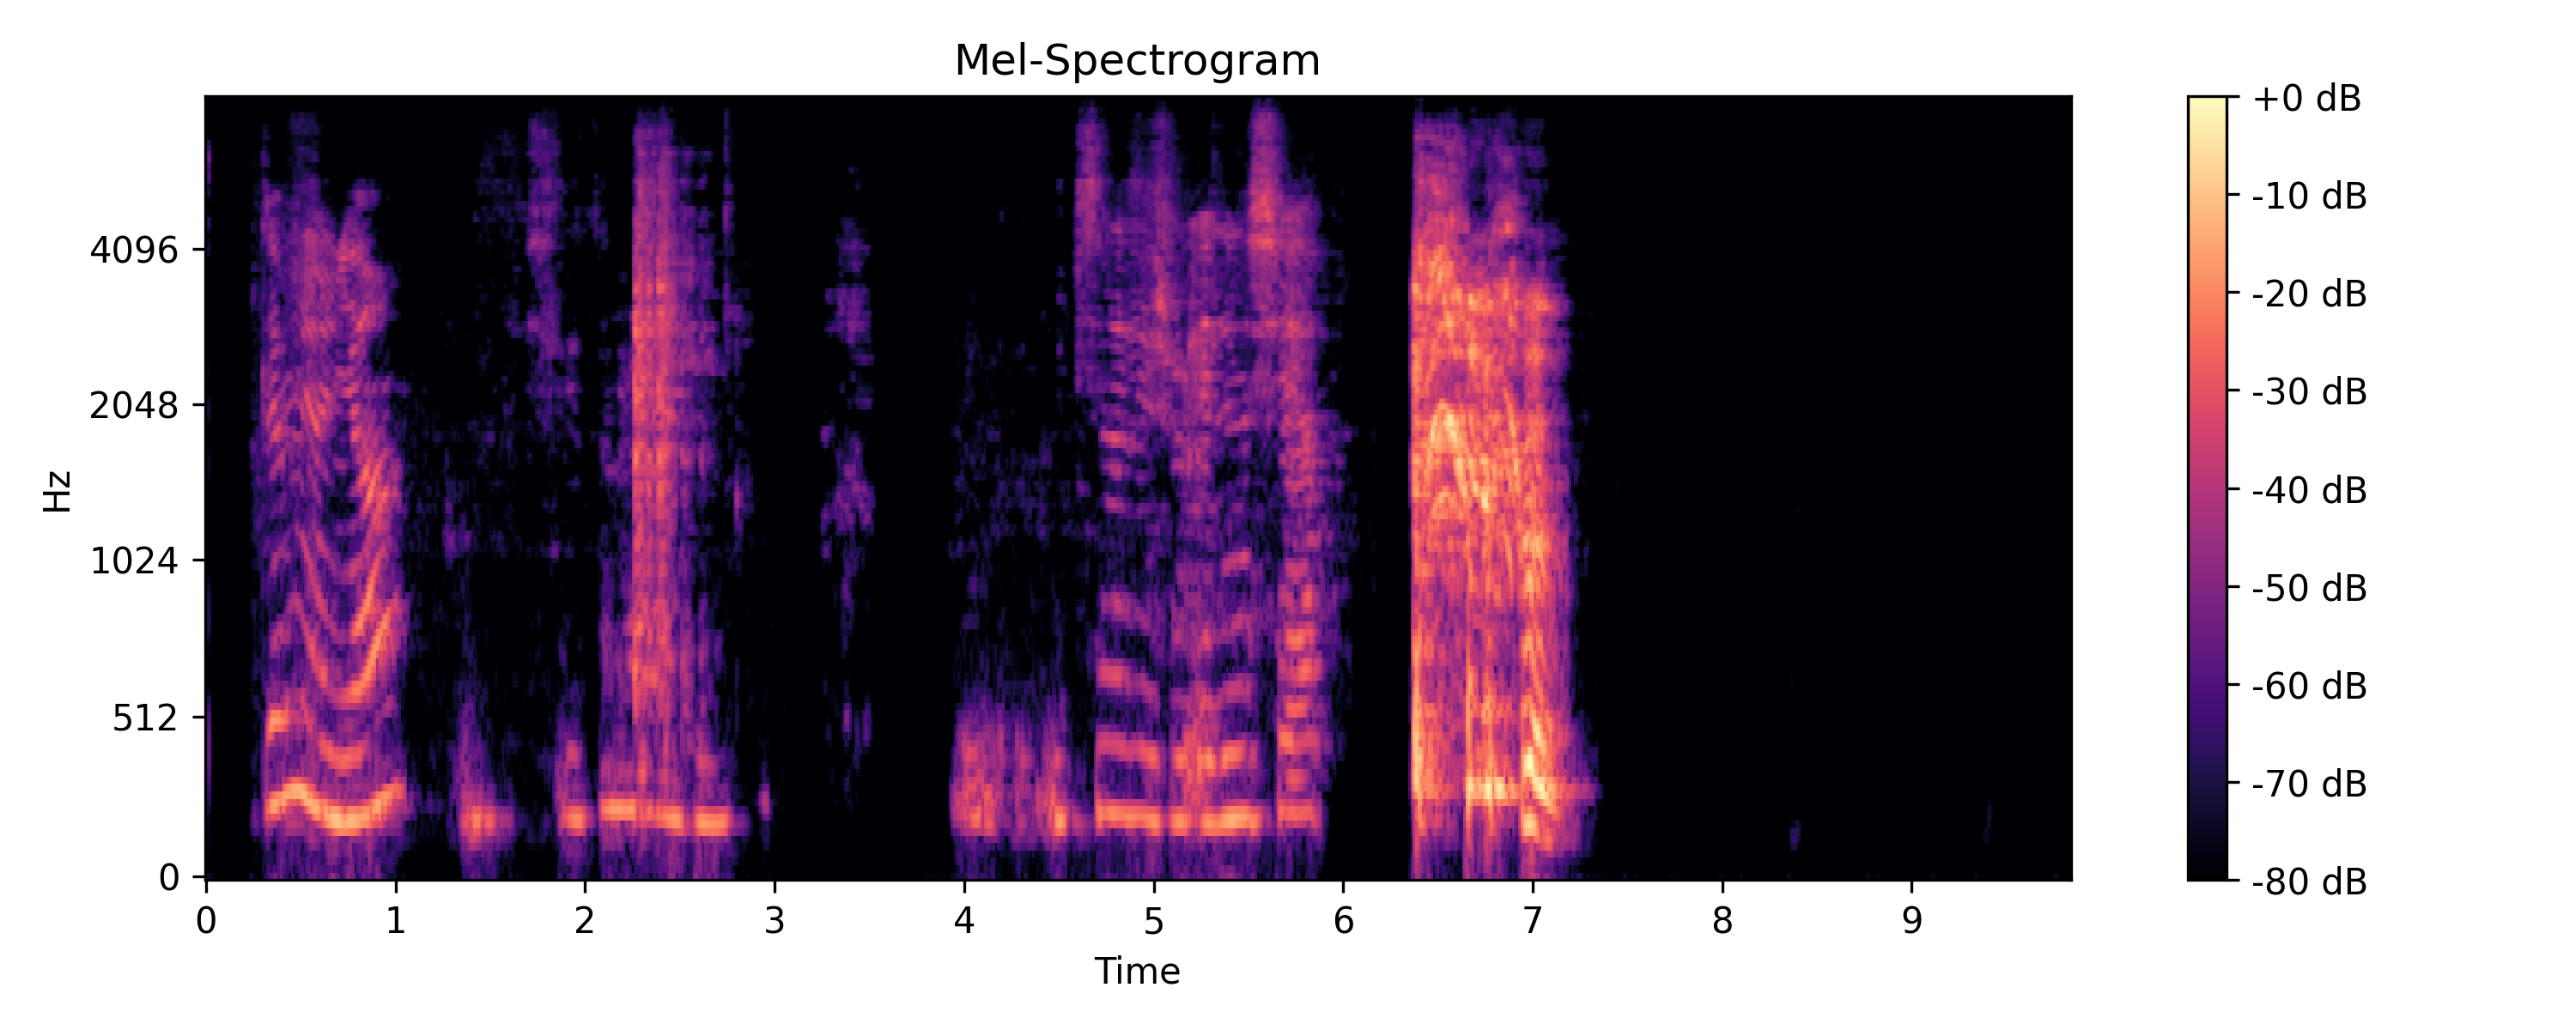 Mel-Spectrogram
+0 dB
-10 dB
-20 dB
-30 dB
-40 dB
-50 dB
-60 dB
-70 dB
-80 dB
Hz
4096
2048
1024
512
0
0 1 2 3 4 5 6 7 8 9
Time